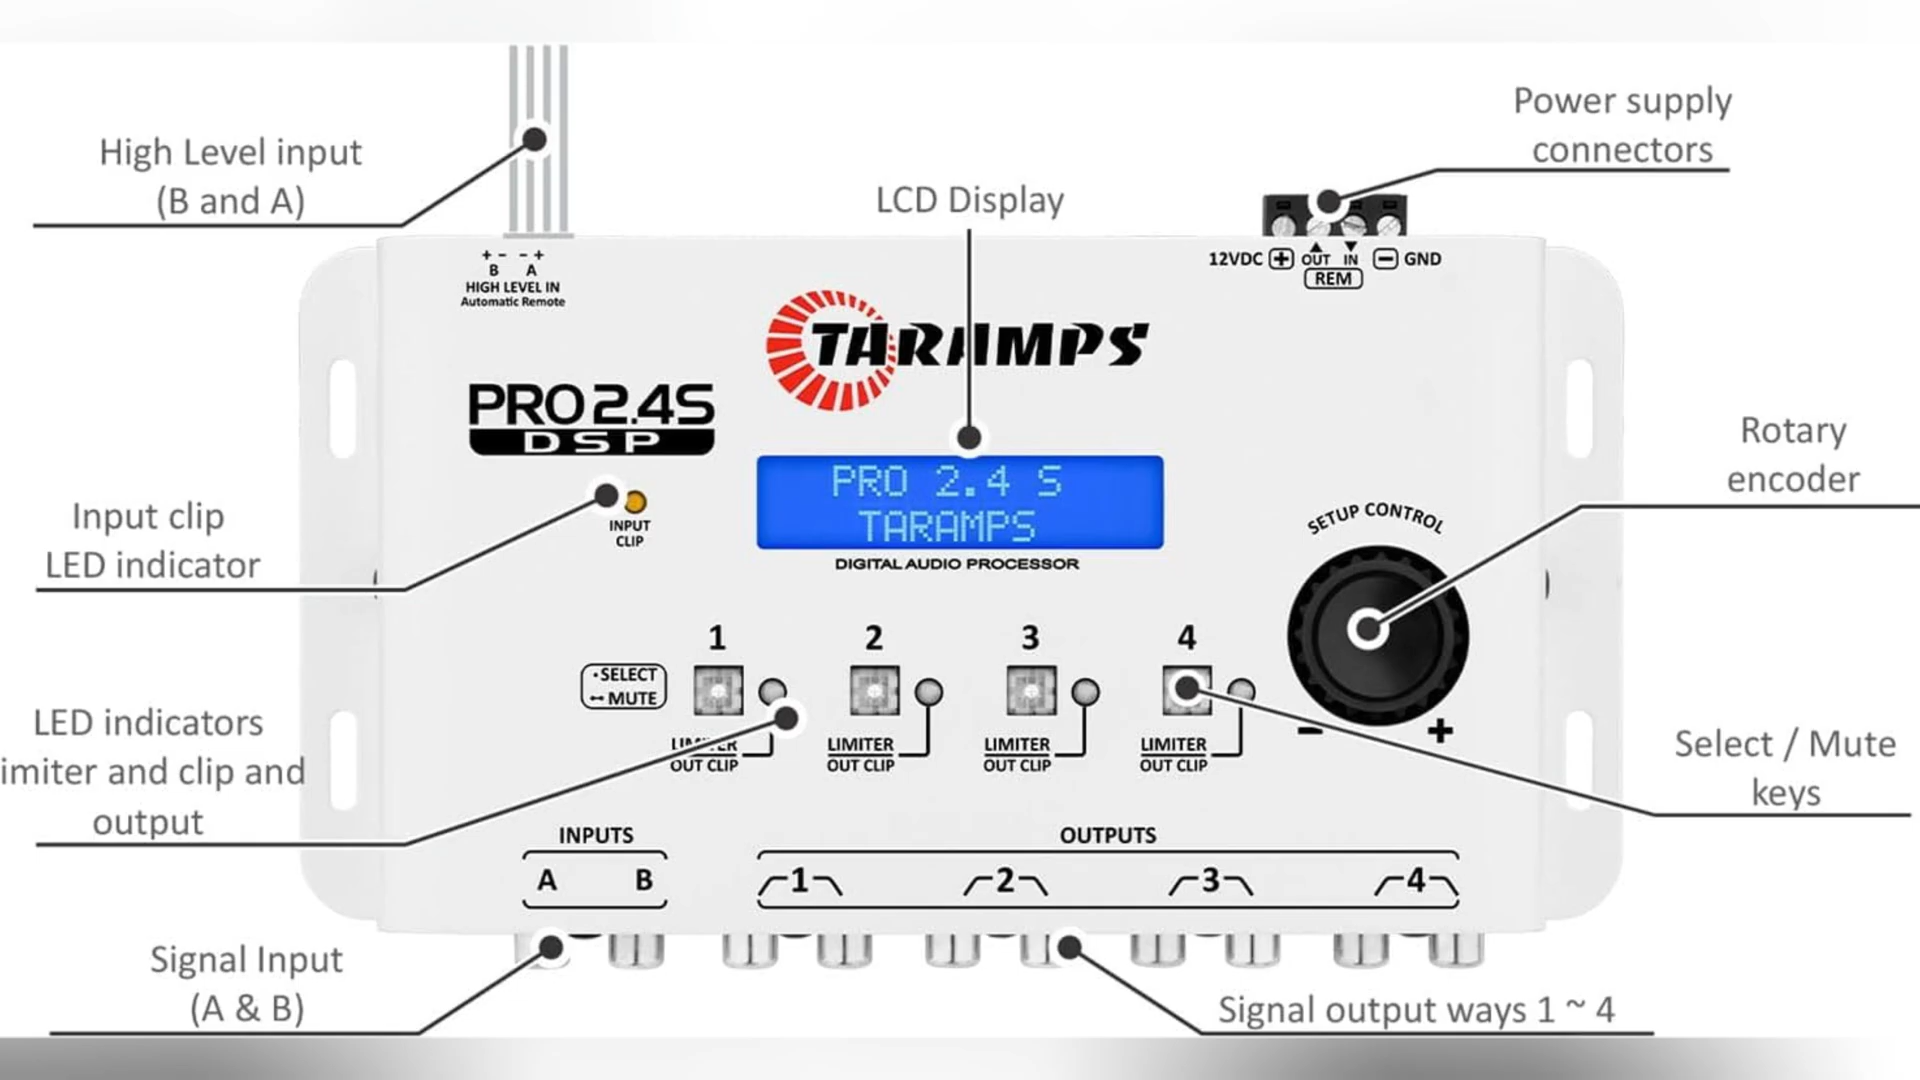 High Level input
(B and A)
Power supply
connectors
LCD Display
+ - - +
B A
HIGH LEVEL IN
Automatic Remote
12VDC + OUT IN - GND
REM
TARAMPS
PRO 2.4S
DSP
Rotary
encoder
PRO 2.4 S
TARAMPS
SETUP CONTROL
Input clip
LED indicator
INPUT
CLIP
DIGITAL AUDIO PROCESSOR
1 2 3 4
·SELECT
MUTE
- +
LED indicators
imiter and clip and
output
LIMITER LIMITER LIMITER LIMITER
OUT CLIP OUT CLIP OUT CLIP OUT CLIP
Select / Mute
keys
INPUTS OUTPUTS
A B 1 2 3 4
Signal Input
(A & B)
Signal output ways 1 ~ 4